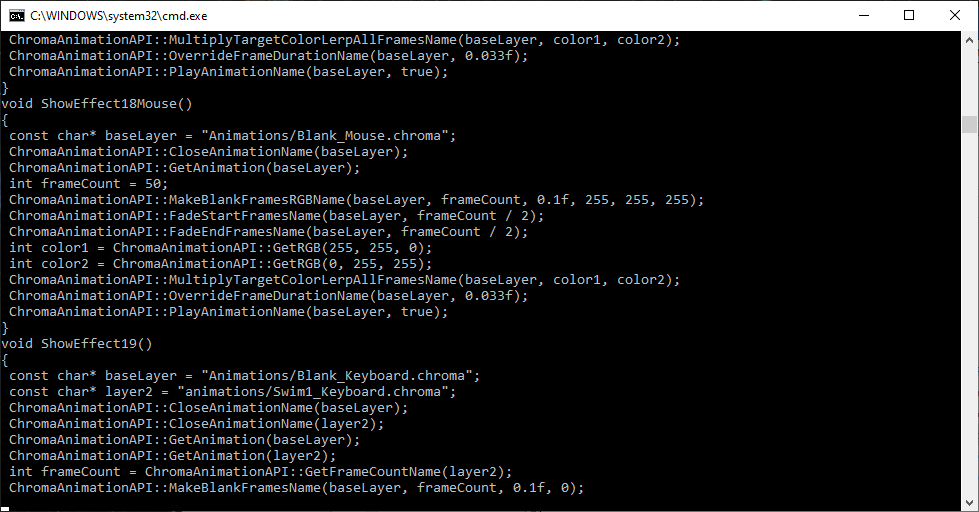 C:\WINDOWS\system32\cmd.exe
ChromaAnimationAPI::MultiplyTargetColorLerpAllFramesName(baseLayer, color1, color2);
ChromaAnimationAPI::OverrideFrameDurationName(baseLayer, 0.033f);
ChromaAnimationAPI::PlayAnimationName(baseLayer, true);
}
void ShowEffect18Mouse()
{
const char* baseLayer = "Animations/Blank_Mouse.chroma";
ChromaAnimationAPI::CloseAnimationName(baseLayer);
ChromaAnimationAPI::GetAnimation(baseLayer);
int frameCount = 50;
ChromaAnimationAPI::MakeBlankFramesRGBName(baseLayer, frameCount, 0.1f, 255, 255, 255);
ChromaAnimationAPI::FadeStartFramesName(baseLayer, frameCount / 2);
ChromaAnimationAPI::FadeEndFramesName(baseLayer, frameCount / 2);
int color1 = ChromaAnimationAPI::GetRGB(255, 255, 0);
int color2 = ChromaAnimationAPI::GetRGB(0, 255, 255);
ChromaAnimationAPI::MultiplyTargetColorLerpAllFramesName(baseLayer, color1, color2);
ChromaAnimationAPI::OverrideFrameDurationName(baseLayer, 0.033f);
ChromaAnimationAPI::PlayAnimationName(baseLayer, true);
}
void ShowEffect19()
{
const char* baseLayer = "Animations/Blank_Keyboard.chroma";
const char* layer2 = "animations/Swim1_Keyboard.chroma";
ChromaAnimationAPI::CloseAnimationName(baseLayer);
ChromaAnimationAPI::CloseAnimationName(layer2);
ChromaAnimationAPI::GetAnimation(baseLayer);
ChromaAnimationAPI::GetAnimation(layer2);
int frameCount = ChromaAnimationAPI::GetFrameCountName(layer2);
ChromaAnimationAPI::MakeBlankFramesName(baseLayer, frameCount, 0.1f, 0);